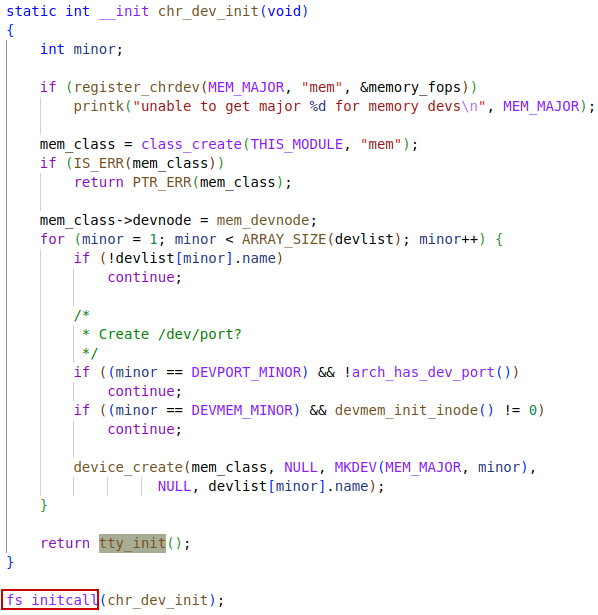 static int __init chr_dev_init(void)
{
int minor;
if (register_chrdev(MEM_MAJOR, "mem", &memory_fops))
printk("unable to get major %d for memory devs\n", MEM_MAJOR);
mem_class = class_create(THIS_MODULE, "mem");
if (IS_ERR(mem_class))
return PTR_ERR(mem_class);
mem_class->devnode = mem_devnode;
for (minor = 1; minor < ARRAY_SIZE(devlist); minor++) {
if (!devlist[minor].name)
continue;
/*
* Create /dev/port?
*/
if ((minor == DEVPORT_MINOR) && !arch_has_dev_port())
continue;
if ((minor == DEVMEM_MINOR) && devmem_init_inode() != 0)
continue;
device_create(mem_class, NULL, MKDEV(MEM_MAJOR, minor),
NULL, devlist[minor].name);
}
return tty_init();
}
fs_initcall(chr_dev_init);